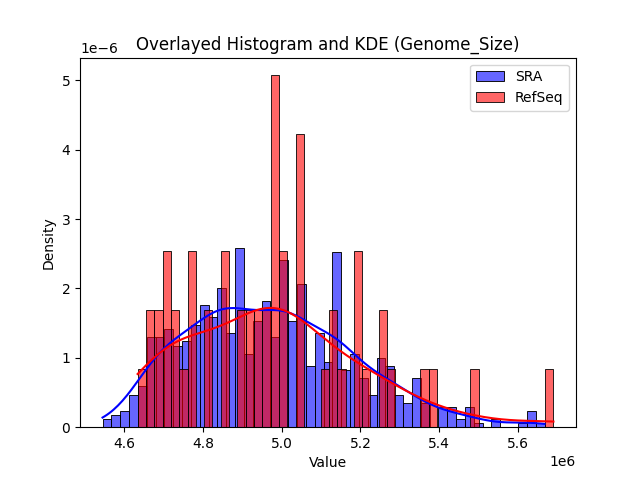 Overlayed Histogram and KDE (Genome_Size)
1e−6
SRA
RefSeq
5
4
3
2
1
0
Density
4.6
4.8
5.0
5.2
5.4
5.6
1e6
Value